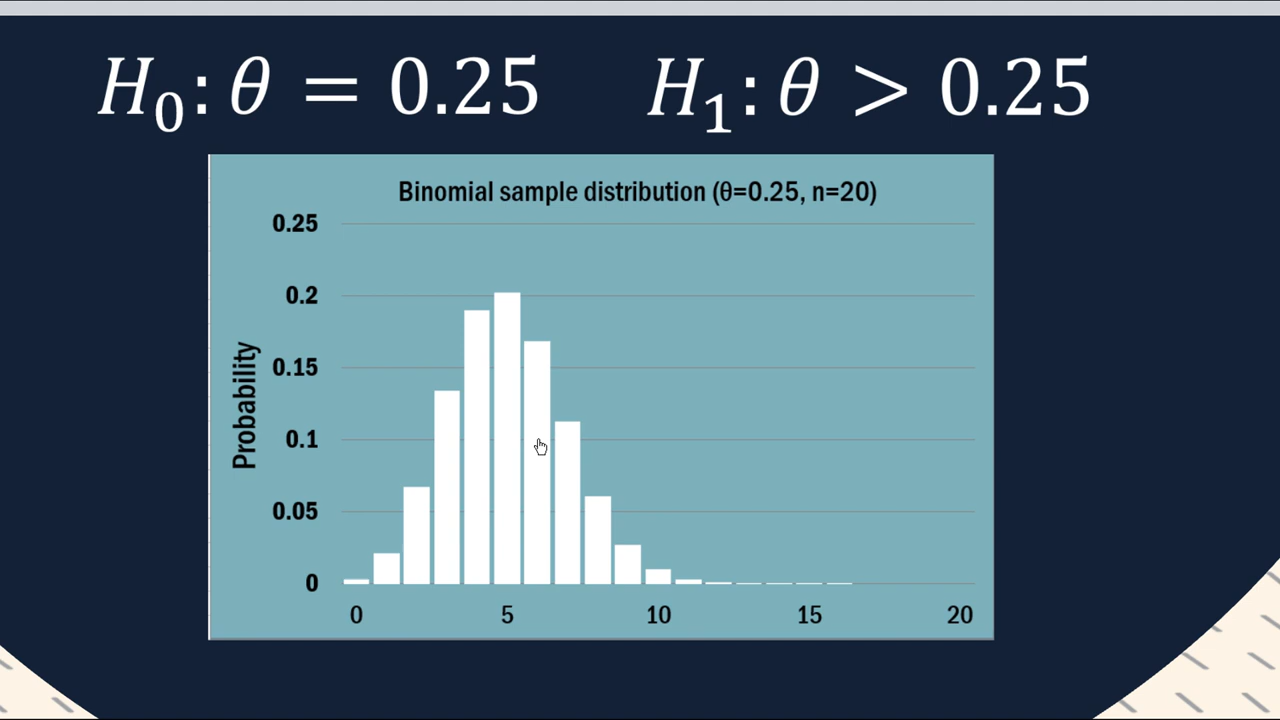 H₀: θ = 0.25 H₁: θ > 0.25
Binomial sample distribution (θ=0.25, n=20)
0.25
0.2
0.15
0.1
0.05
0
Probability
0 5 10 15 20